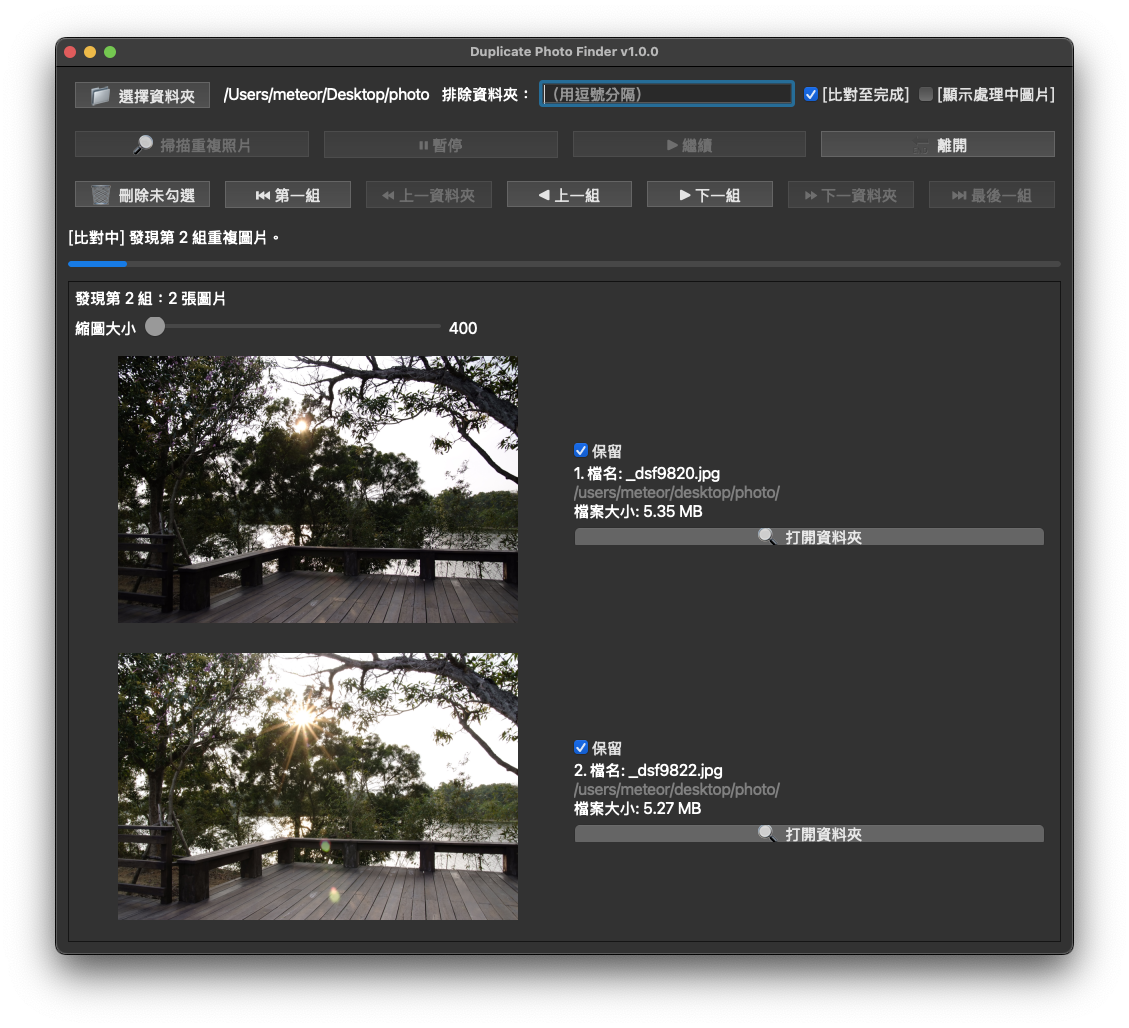 Duplicate Photo Finder v1.0.0
選擇資料夾 /Users/meteor/Desktop/photo 排除資料夾： （用逗號分隔） [比對至完成] [顯示處理中圖片]
掃描重複照片 暫停 繼續 離開
刪除未勾選 第一組 上一資料夾 上一組 下一組 下一資料夾 最後一組
[比對中] 發現第 2 組重複圖片。
發現第 2 組：2 張圖片
縮圖大小 400
保留
1. 檔名: _dsf9820.jpg
/users/meteor/desktop/photo/
檔案大小: 5.35 MB
打開資料夾
保留
2. 檔名: _dsf9822.jpg
/users/meteor/desktop/photo/
檔案大小: 5.27 MB
打開資料夾